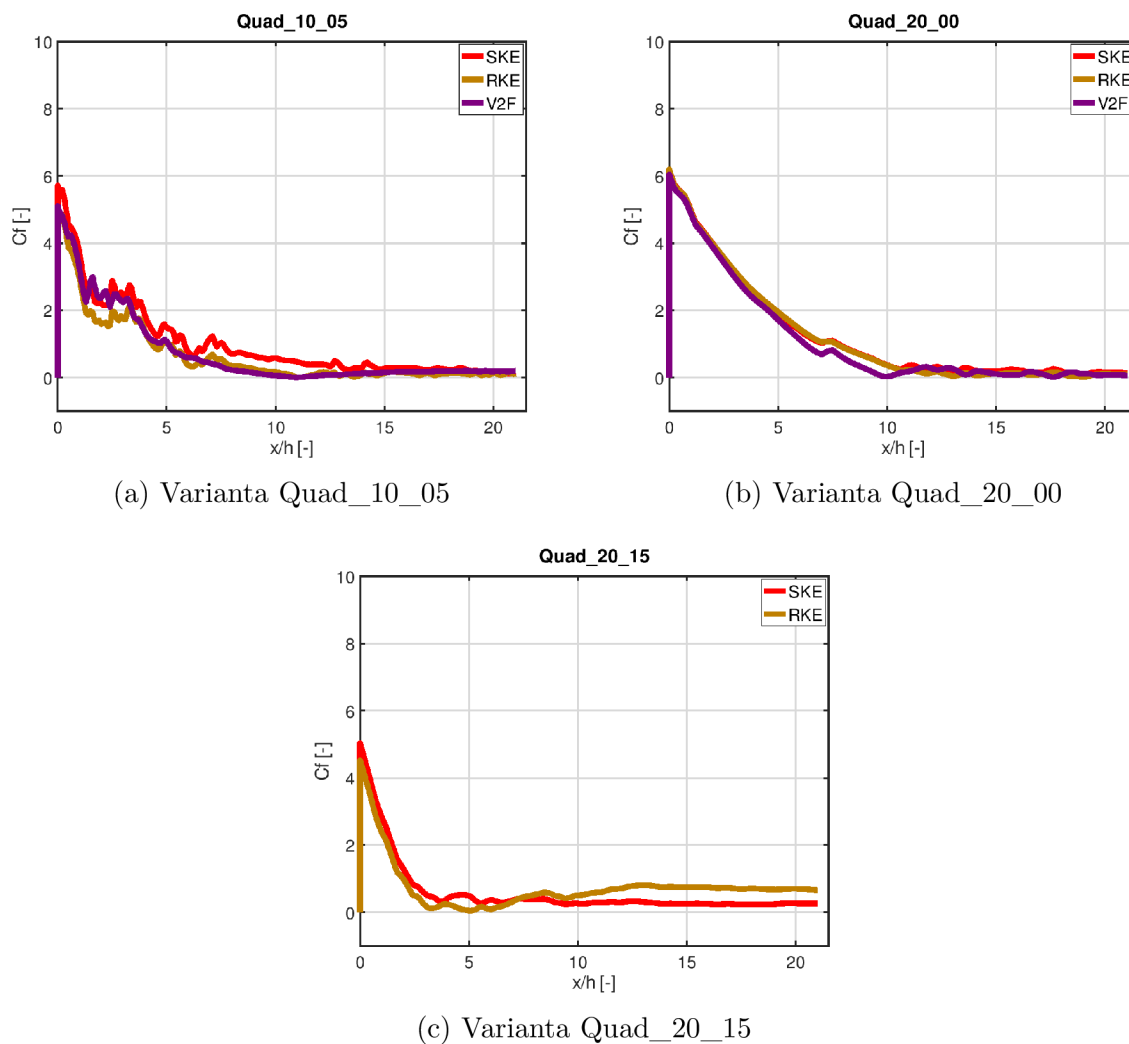 Quad_10_05
10
8
6
4
2
0
Cf [-]
0 5 10 15 20
x/h [-]
SKE
RKE
V2F
(a) Varianta Quad_10_05
Quad_20_00
10
8
6
4
2
0
Cf [-]
0 5 10 15 20
x/h [-]
SKE
RKE
V2F
(b) Varianta Quad_20_00
Quad_20_15
10
8
6
4
2
0
Cf [-]
0 5 10 15 20
x/h [-]
SKE
RKE
(c) Varianta Quad_20_15